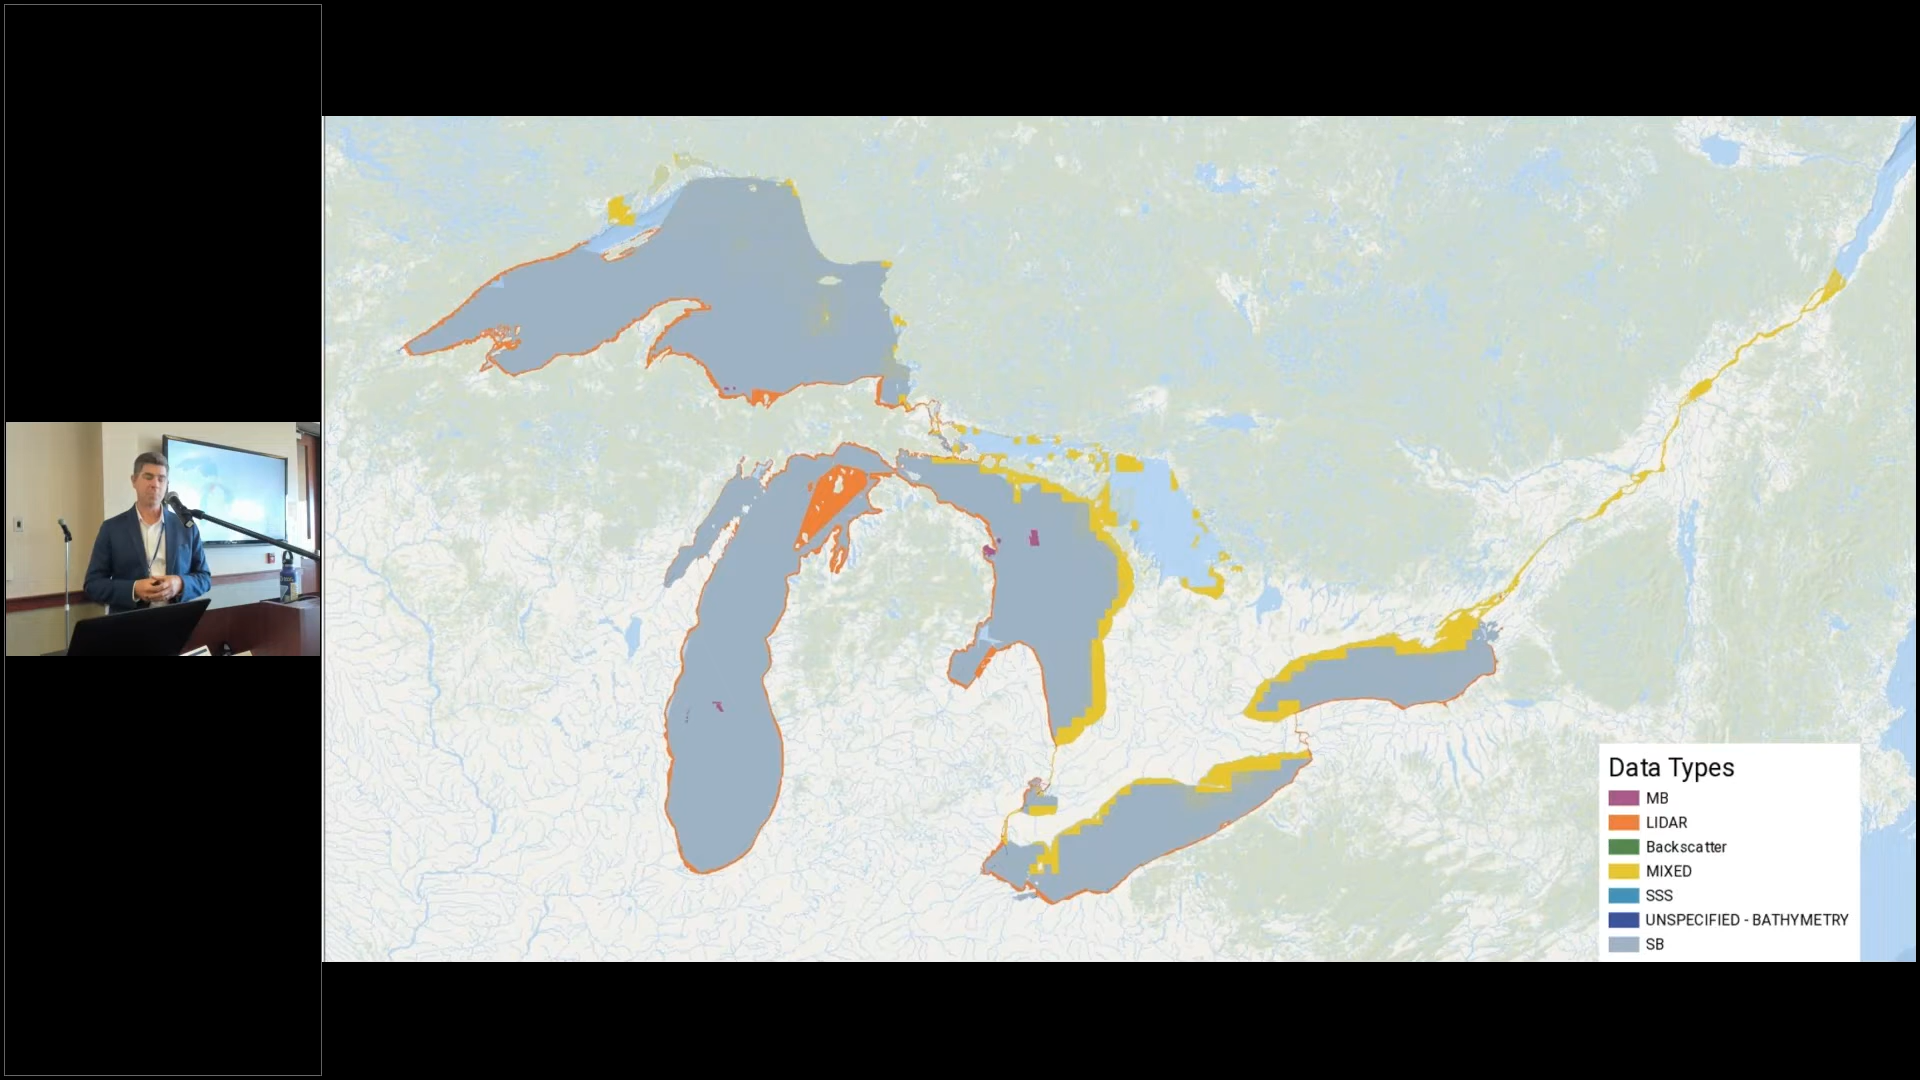 Data Types
MB
LIDAR
Backscatter
MIXED
SSS
UNSPECIFIED - BATHYMETRY
SB